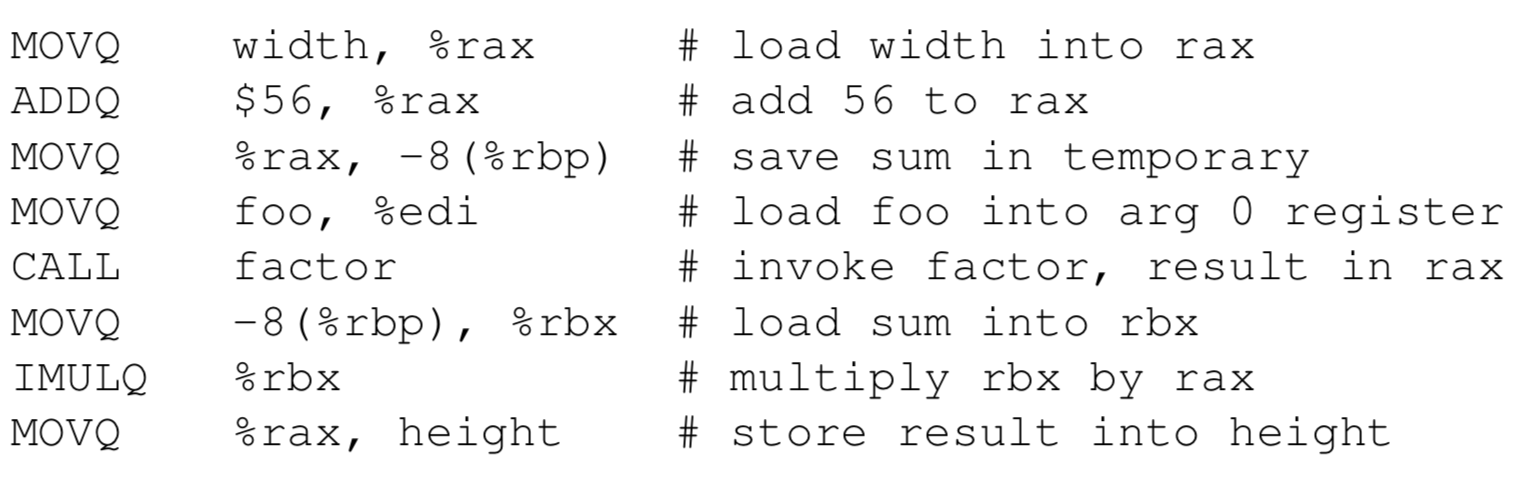 MOVQ width, %rax # load width into rax
ADDQ $56, %rax # add 56 to rax
MOVQ %rax, -8(%rbp) # save sum in temporary
MOVQ foo, %edi # load foo into arg 0 register
CALL factor # invoke factor, result in rax
MOVQ -8(%rbp), %rbx # load sum into rbx
IMULQ %rbx # multiply rbx by rax
MOVQ %rax, height # store result into height